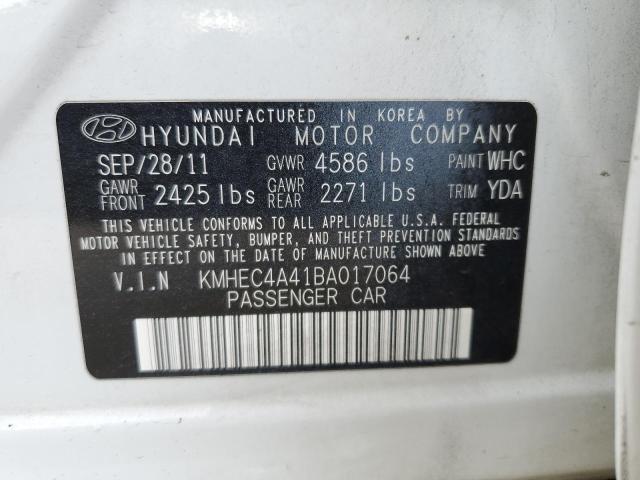 MANUFACTURED IN KOREA BY
HYUNDAI MOTOR COMPANY
SEP/28/11 GVWR 4586 lbs PAINT WHC
GAWR FRONT 2425 lbs GAWR REAR 2271 lbs TRIM YDA
THIS VEHICLE CONFORMS TO ALL APPLICABLE U.S.A. FEDERAL
MOTOR VEHICLE SAFETY, BUMPER, AND THEFT PREVENTION STANDARDS
IN EFFECT ON THE DATE OF MANUFACTURE SHOWN ABOVE
V.I.N KMHEC4A41BA017064
PASSENGER CAR